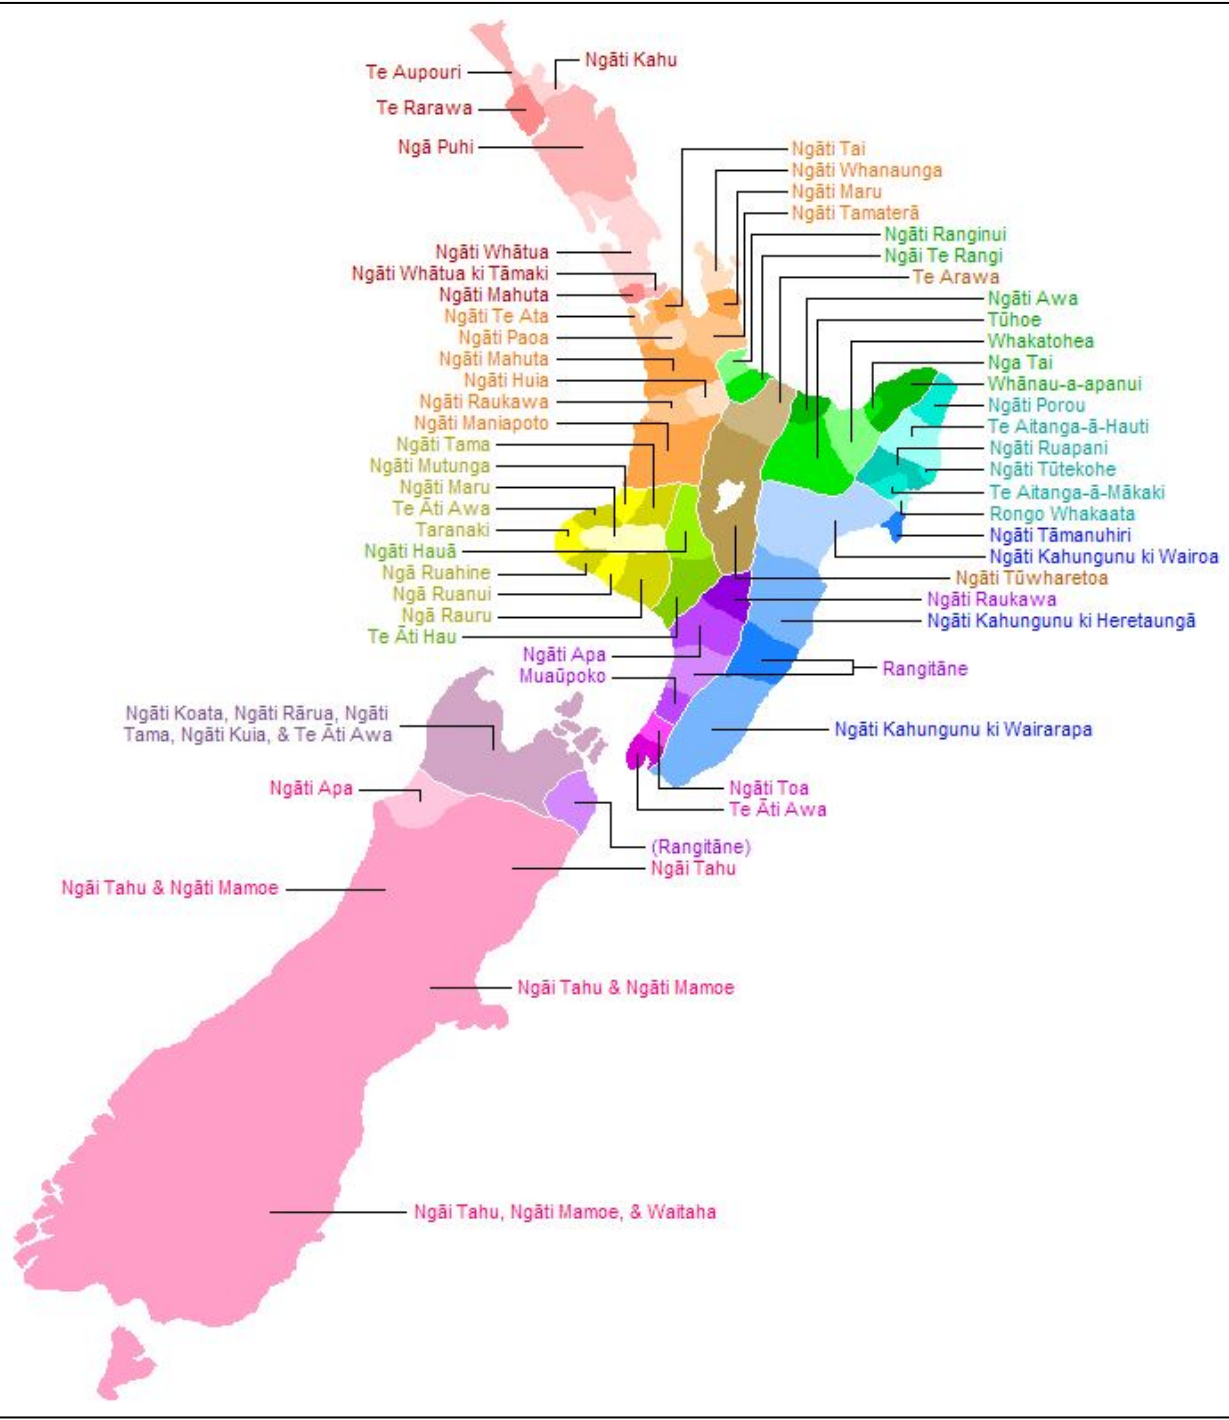 Ngāti Kahu
Te Aupouri
Te Rarawa
Ngā Puhi
Ngāti Tai
Ngāti Whanaunga
Ngāti Maru
Ngāti Tamaterā
Ngāti Ranginui
Ngāi Te Rangi
Ngāti Whātua
Ngāti Whātua ki Tāmaki
Te Arawa
Ngāti Mahuta
Ngāti Awa
Ngāti Te Ata
Tūhoe
Ngāti Paoa
Whakatohea
Ngāti Mahuta
Nga Tai
Ngāti Huia
Whānau-a-apanui
Ngāti Raukawa
Ngāti Porou
Ngāti Maniapoto
Te Aitanga-ā-Hauti
Ngāti Tama
Ngāti Ruapani
Ngāti Mutunga
Ngāti Tūtekohe
Ngāti Maru
Te Aitanga-ā-Mākaki
Te Āti Awa
Rongo Whakaata
Taranaki
Ngāti Tāmanuhiri
Ngāti Hauā
Ngāti Kahungunu ki Wairoa
Ngā Ruahine
Ngāti Tūwharetoa
Ngā Ruanui
Ngāti Raukawa
Ngā Rauru
Ngāti Kahungunu ki Heretaungā
Te Āti Hau
Ngāti Apa
Rangitāne
Muaūpoko
Ngāti Koata, Ngāti Rārua, Ngāti
Tama, Ngāti Kuia, & Te Āti Awa
Ngāti Kahungunu ki Wairarapa
Ngāti Apa
Ngāti Toa
Te Āti Awa
(Rangitāne)
Ngāi Tahu
Ngāi Tahu & Ngāti Mamoe
Ngāi Tahu & Ngāti Mamoe
Ngāi Tahu, Ngāti Mamoe, & Waitaha